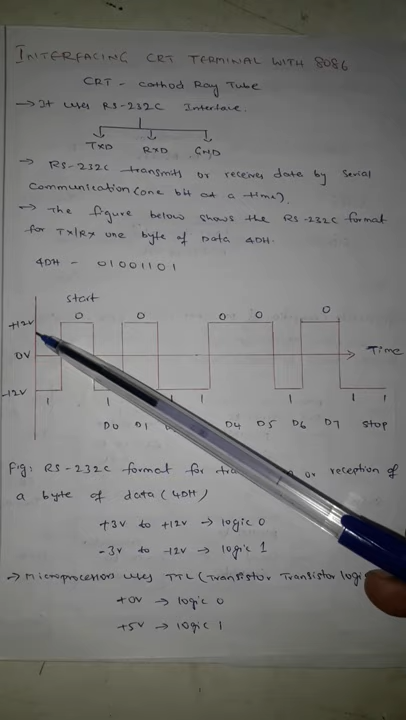 INTERFACING CRT TERMINAL WITH 8086
CRT - Cathod Ray Tube
→ It uses RS-232C Interface.
TXD RXD GND
→ RS-232C transmits or receives data by serial
communication (one bit at a time).
→ The figure below shows the RS-232C format
for Tx/Rx one byte of Data 4DH.
4DH - 01001101
start
0 0 0 0 0
+12V
0V
Time
-12V
1 1 1 1 1 1 1
D0 D1 D4 D5 D6 D7 stop
Fig: RS-232C format for or reception of
a byte of data (4DH)
+3V to +12V → logic 0
-3V to -12V → logic 1
→ Microprocessors uses TTL (Transistor Transistor logic
+0V → logic 0
+5V → logic 1